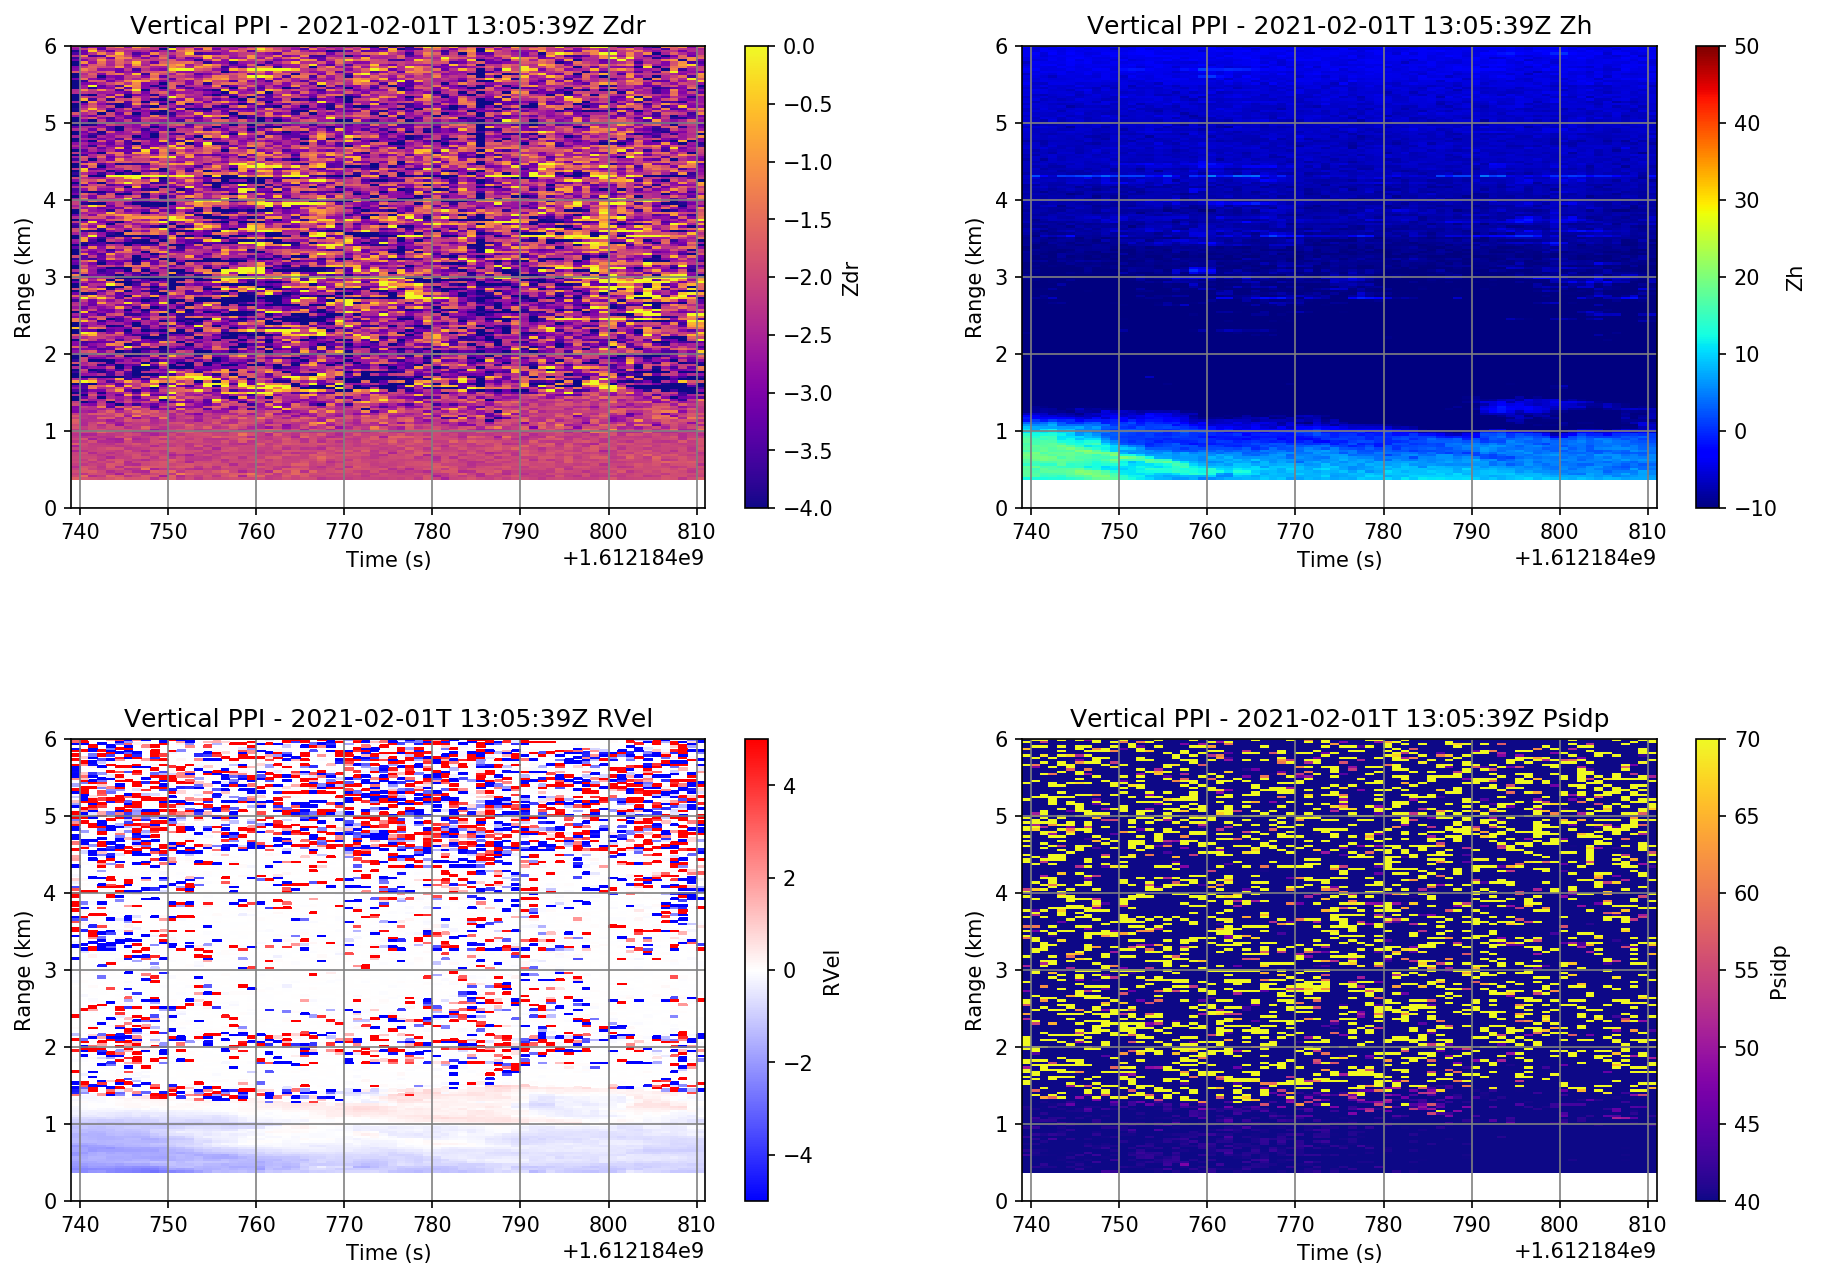 Vertical PPI - 2021-02-01T 13:05:39Z Zdr
6
5
4
3
2
1
0
Range (km)
740 750 760 770 780 790 800 810
Time (s)
+1.612184e9
0.0
−0.5
−1.0
−1.5
−2.0
−2.5
−3.0
−3.5
−4.0
Zdr
Vertical PPI - 2021-02-01T 13:05:39Z Zh
6
5
4
3
2
1
0
Range (km)
740 750 760 770 780 790 800 810
Time (s)
+1.612184e9
50
40
30
20
10
0
−10
Zh
Vertical PPI - 2021-02-01T 13:05:39Z RVel
6
5
4
3
2
1
0
Range (km)
740 750 760 770 780 790 800 810
Time (s)
+1.612184e9
4
2
0
−2
−4
RVel
Vertical PPI - 2021-02-01T 13:05:39Z Psidp
6
5
4
3
2
1
0
Range (km)
740 750 760 770 780 790 800 810
Time (s)
+1.612184e9
70
65
60
55
50
45
40
Psidp